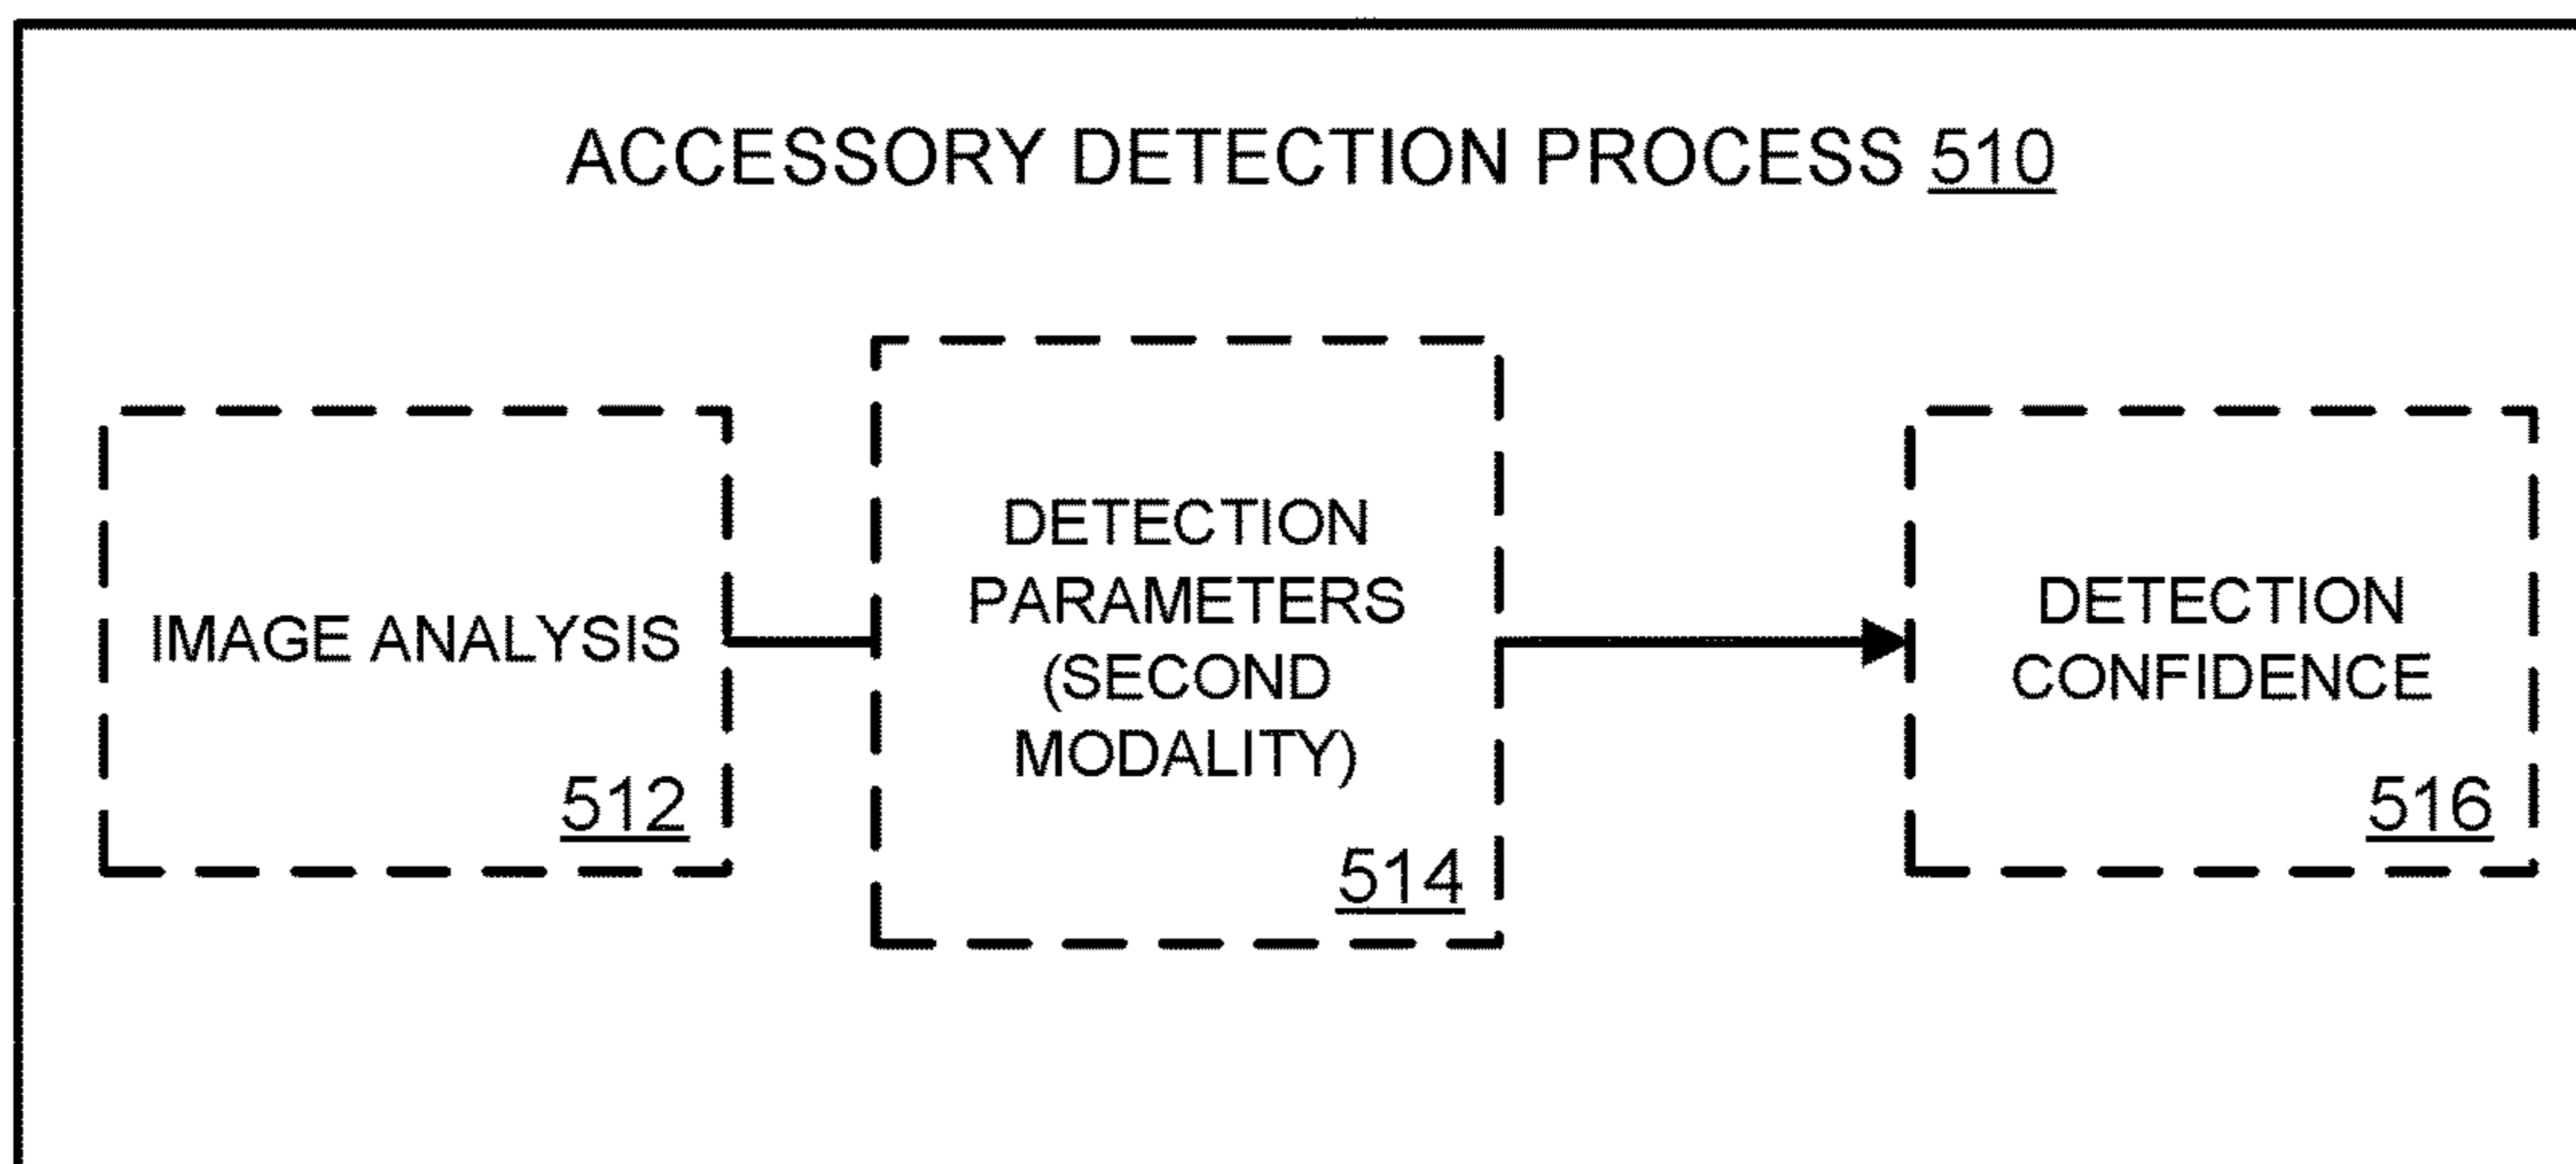 ACCESSORY DETECTION PROCESS 510
IMAGE ANALYSIS
512
DETECTION
PARAMETERS
(SECOND
MODALITY)
514
DETECTION
CONFIDENCE
516